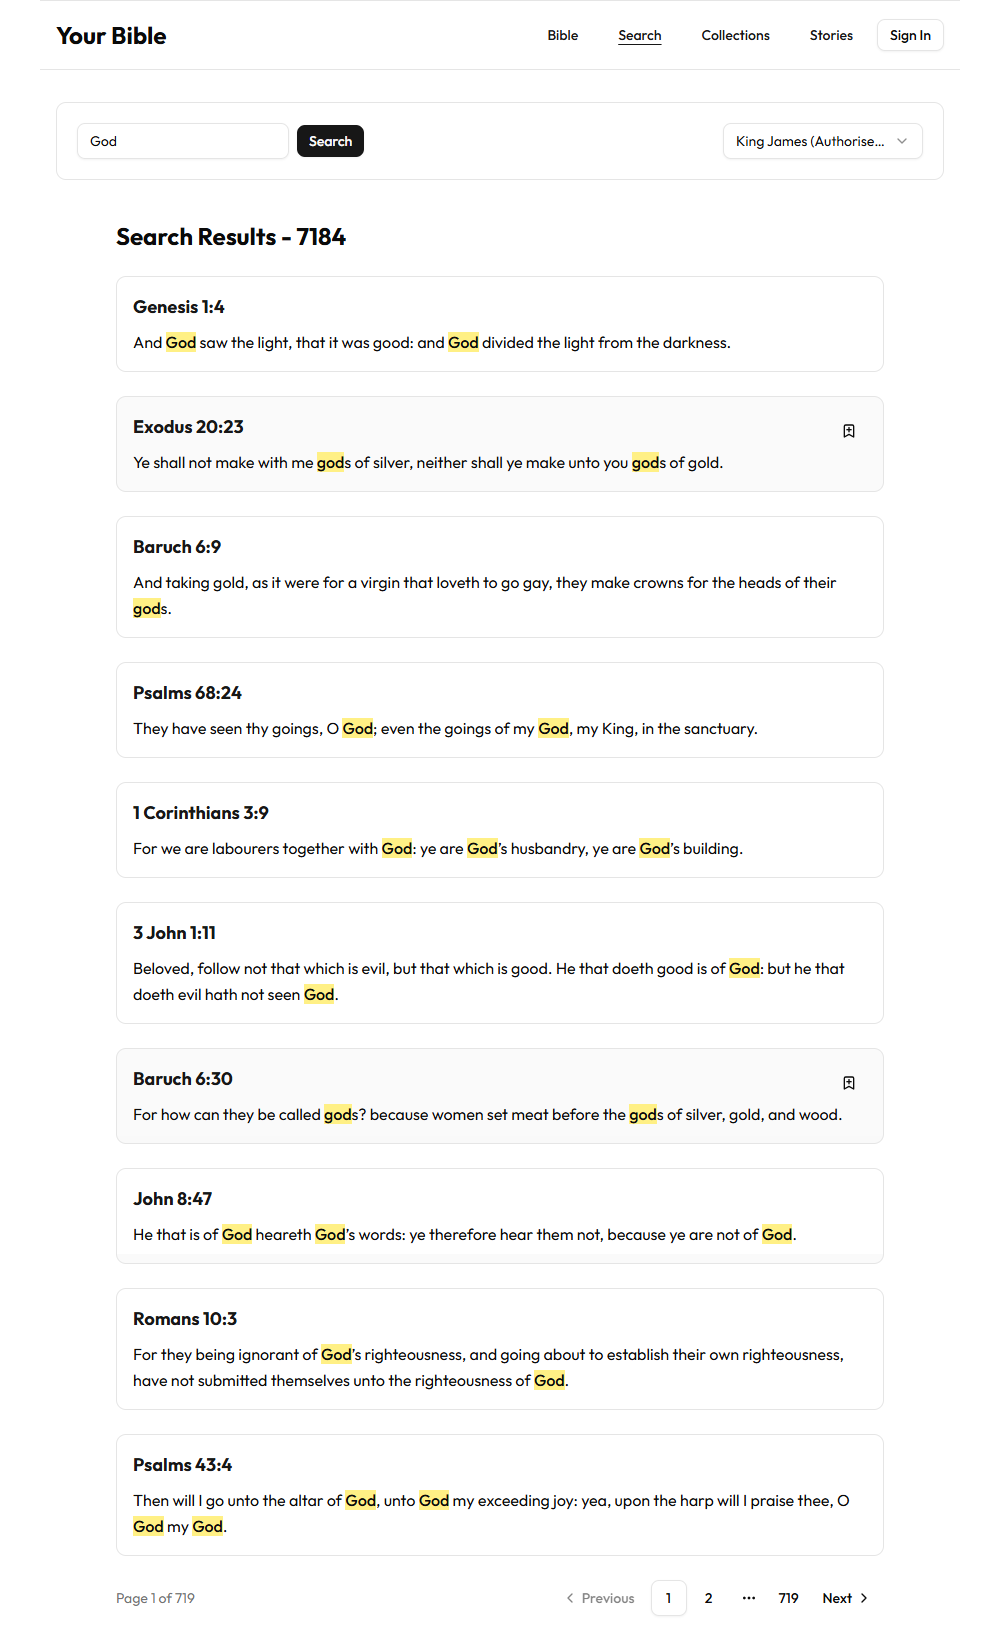 Your Bible
Bible
Search
Collections
Stories
Sign In
God
Search
King James (Authorise...
Search Results - 7184
Genesis 1:4
And God saw the light, that it was good: and God divided the light from the darkness.
Exodus 20:23
Ye shall not make with me gods of silver, neither shall ye make unto you gods of gold.
Baruch 6:9
And taking gold, as it were for a virgin that loveth to go gay, they make crowns for the heads of their
gods.
Psalms 68:24
They have seen thy goings, O God; even the goings of my God, my King, in the sanctuary.
1 Corinthians 3:9
For we are labourers together with God: ye are God’s husbandry, ye are God’s building.
3 John 1:11
Beloved, follow not that which is evil, but that which is good. He that doeth good is of God: but he that
doeth evil hath not seen God.
Baruch 6:30
For how can they be called gods? because women set meat before the gods of silver, gold, and wood.
John 8:47
He that is of God heareth God’s words: ye therefore hear them not, because ye are not of God.
Romans 10:3
For they being ignorant of God’s righteousness, and going about to establish their own righteousness,
have not submitted themselves unto the righteousness of God.
Psalms 43:4
Then will I go unto the altar of God, unto God my exceeding joy: yea, upon the harp will I praise thee, O
God my God.
Page 1 of 719
Previous
1
2
...
719
Next